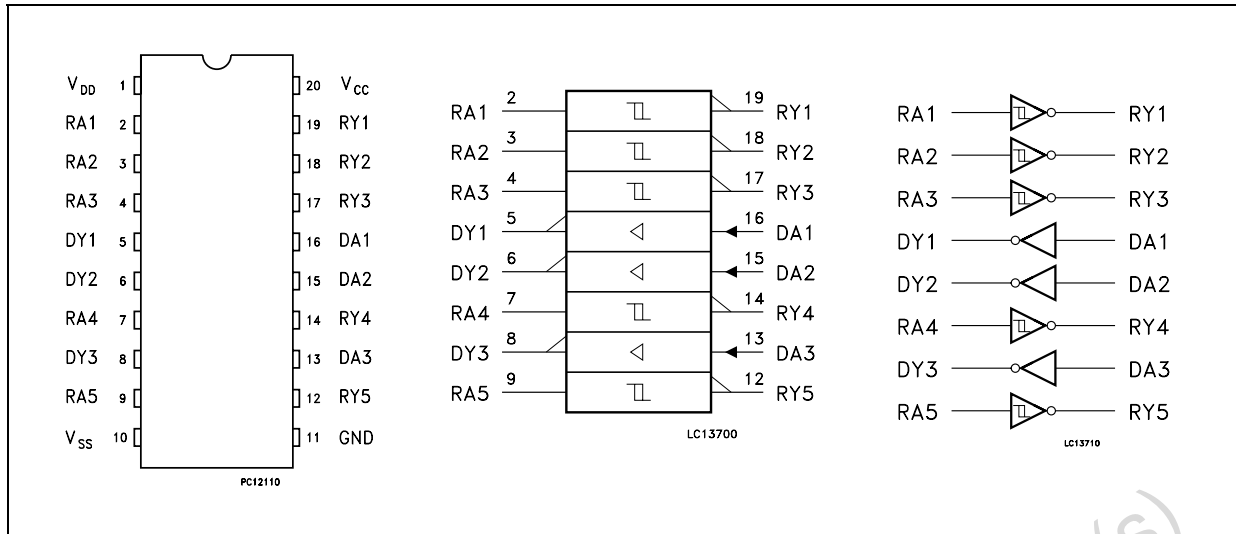 V_DD 1 20 V_CC
RA1 2 19 RY1
RA2 3 18 RY2
RA3 4 17 RY3
DY1 5 16 DA1
DY2 6 15 DA2
RA4 7 14 RY4
DY3 8 13 DA3
RA5 9 12 RY5
V_SS 10 11 GND
PC12110
RA1 2 19 RY1
RA2 3 18 RY2
RA3 4 17 RY3
DY1 5 16 DA1
DY2 6 15 DA2
RA4 7 14 RY4
DY3 8 13 DA3
RA5 9 12 RY5
LC13700
RA1 RY1
RA2 RY2
RA3 RY3
DY1 DA1
DY2 DA2
RA4 RY4
DY3 DA3
RA5 RY5
LC13710
(s)